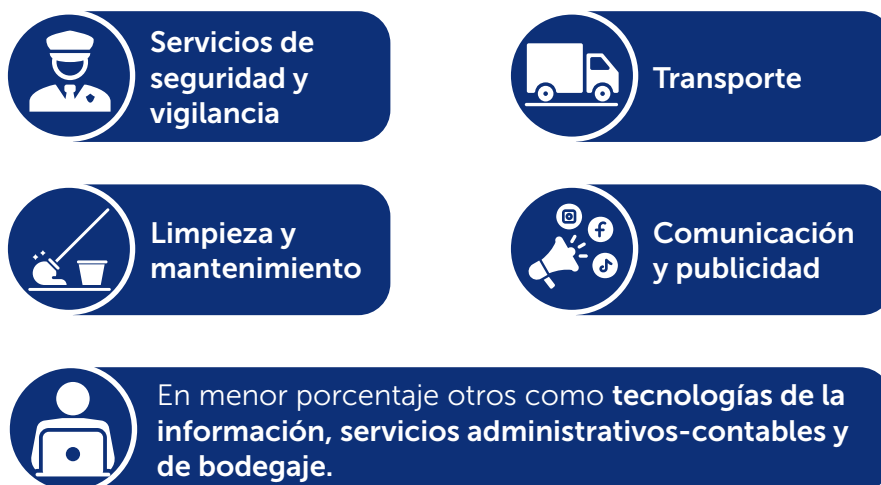 Servicios de
seguridad y
vigilancia
Transporte
Limpieza y
mantenimiento
Comunicación
y publicidad
En menor porcentaje otros como tecnologías de la
información, servicios administrativos-contables y
de bodegaje.